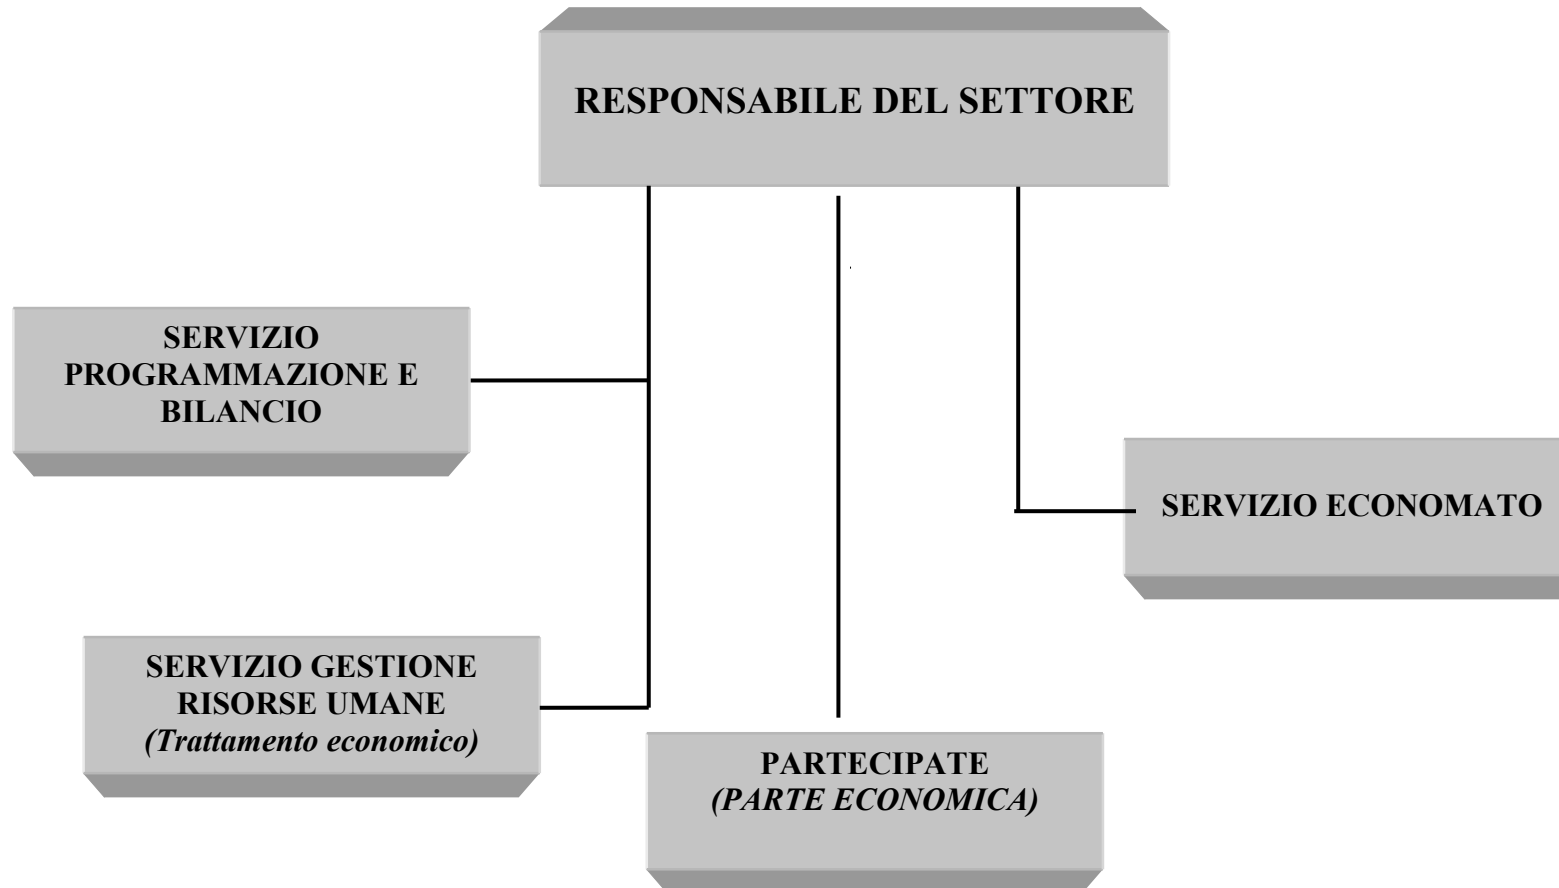 RESPONSABILE DEL SETTORE
SERVIZIO
PROGRAMMAZIONE E
BILANCIO
SERVIZIO ECONOMATO
SERVIZIO GESTIONE
RISORSE UMANE
(Trattamento economico)
PARTECIPATE
(PARTE ECONOMICA)